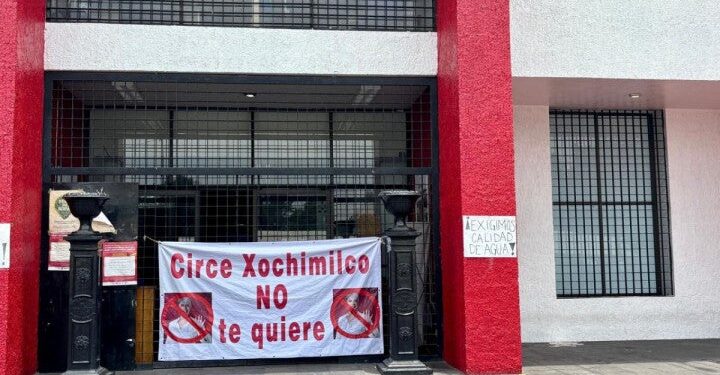 Circe Xochimilco
NO
te quiere
¡EXIGIMOS
CALIDAD
DE AGUA!